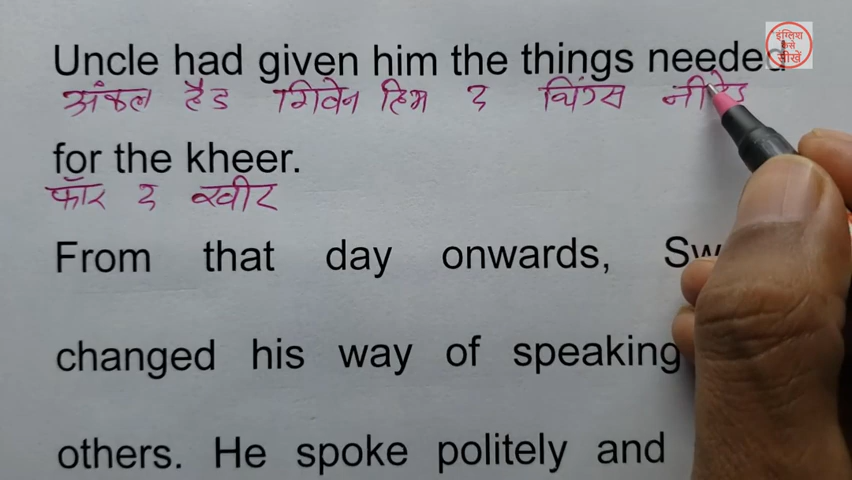 इंग्लिश
कैसे
सीखें
Uncle had given him the things needed
अंकल हैड गिवेन हिम द थिंग्स
for the kheer.
फॉर द खीर
From that day onwards,
changed his way of speaking
others. He spoke politely and